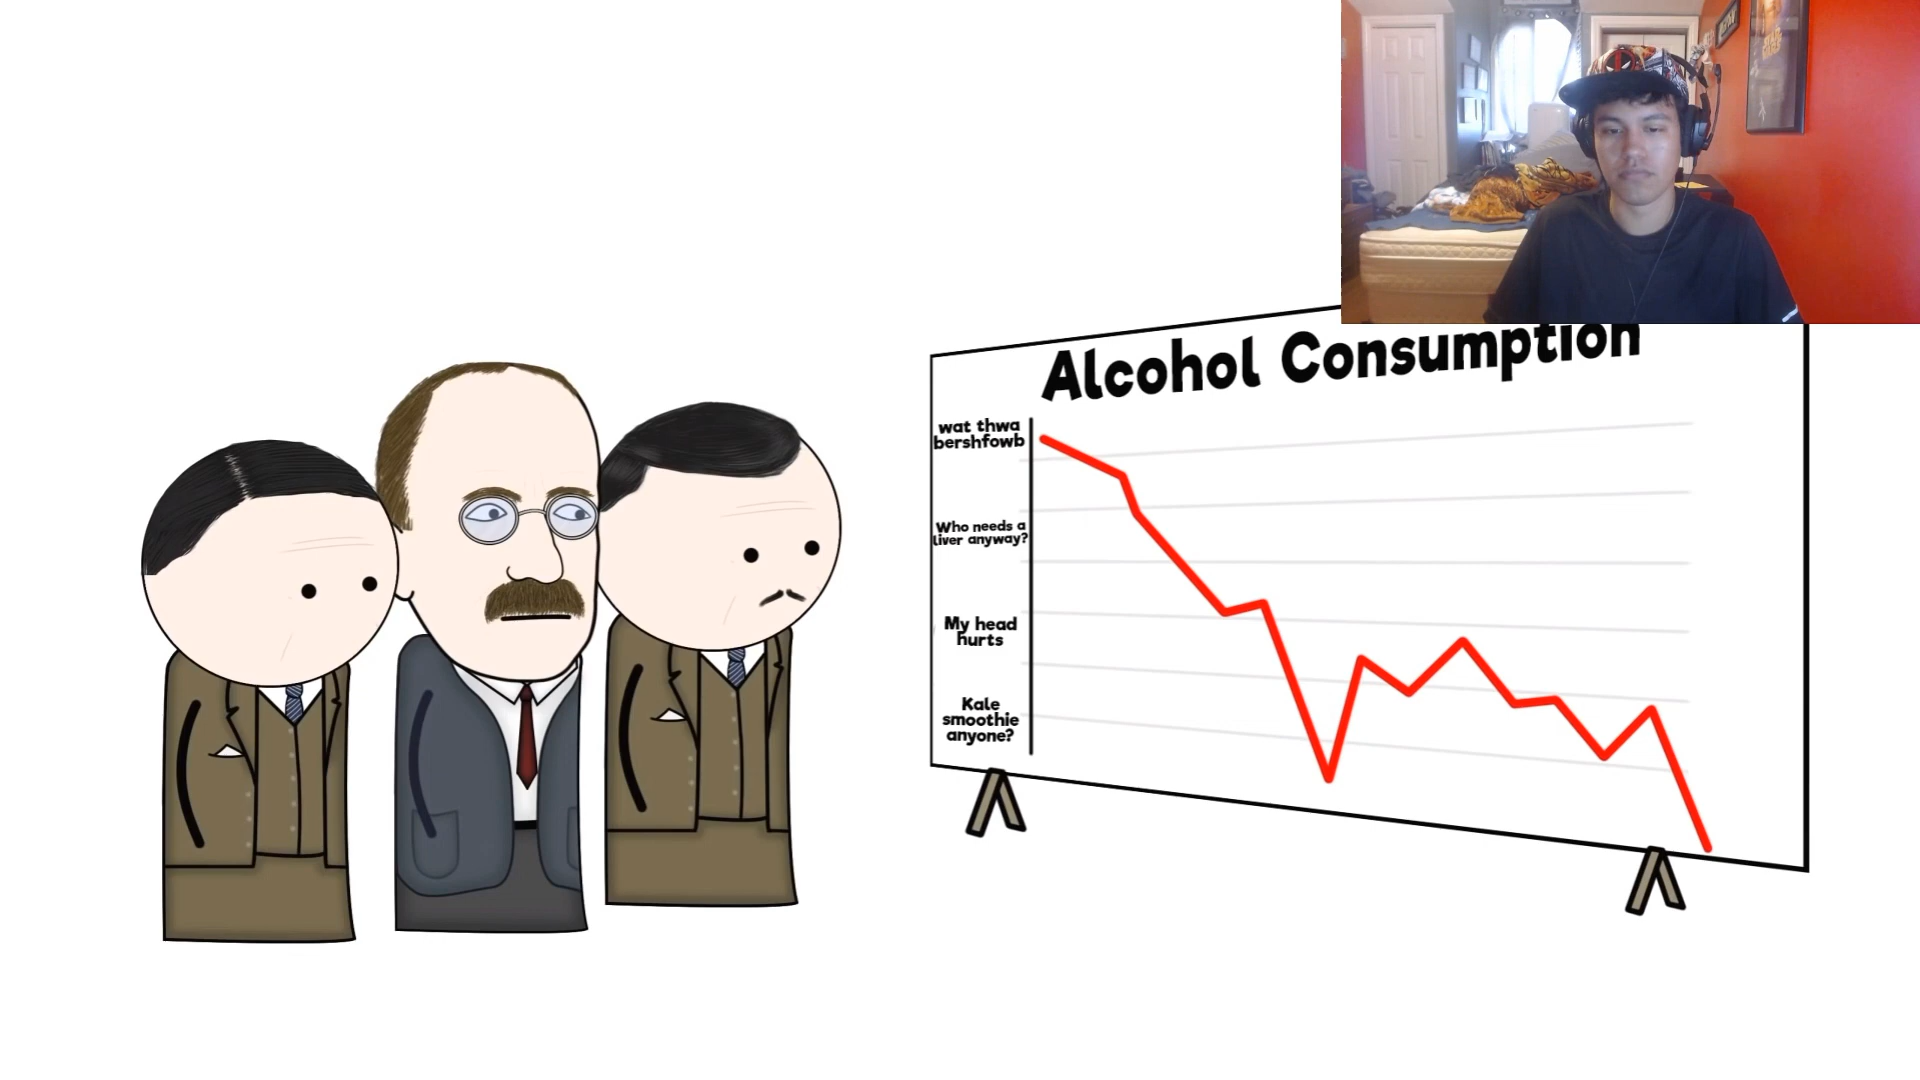 Alcohol Consumption
wat thwa
bershfowb
Who needs a
liver anyway?
My head
hurts
Kale
smoothie
anyone?